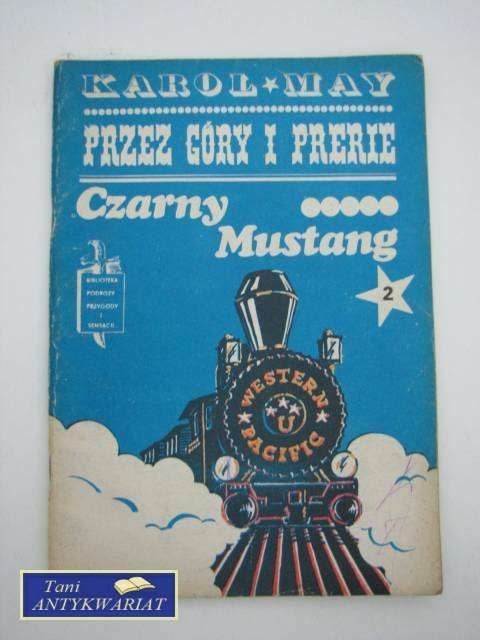 KAROL ★ MAY
PRZEZ GÓRY I PRERIE
Czarny
Mustang
2
BIBLIOTEKA
PODRÓŻY
PRZYGODY
I
SENSACJI
WESTERN
U
PACIFIC
Tani
ANTYKWARIAT